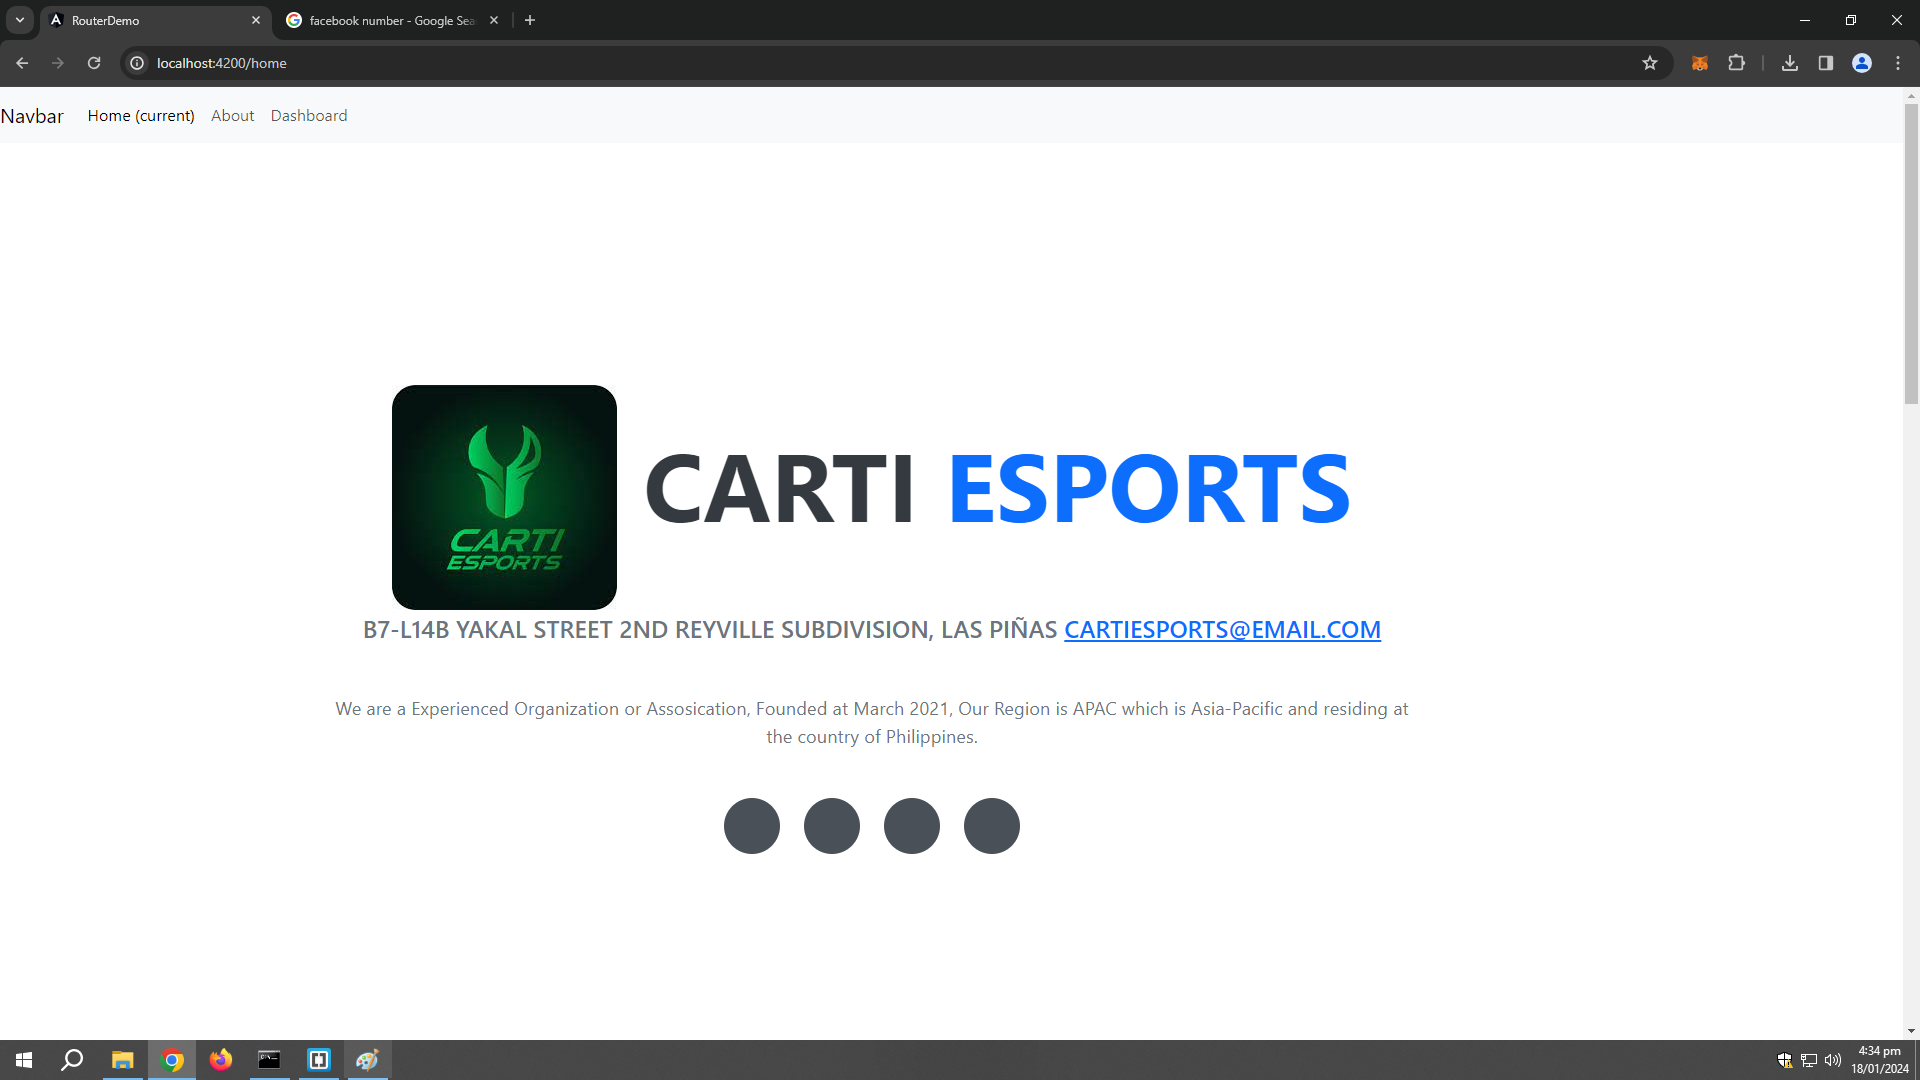 RouterDemo
facebook number - Google Sea
localhost:4200/home
Navbar Home (current) About Dashboard
CARTI
ESPORTS
CARTI ESPORTS
B7-L14B YAKAL STREET 2ND REYVILLE SUBDIVISION, LAS PIÑAS CARTIESPORTS@EMAIL.COM
We are a Experienced Organization or Assosication, Founded at March 2021, Our Region is APAC which is Asia-Pacific and residing at
the country of Philippines.
4:34 pm
18/01/2024